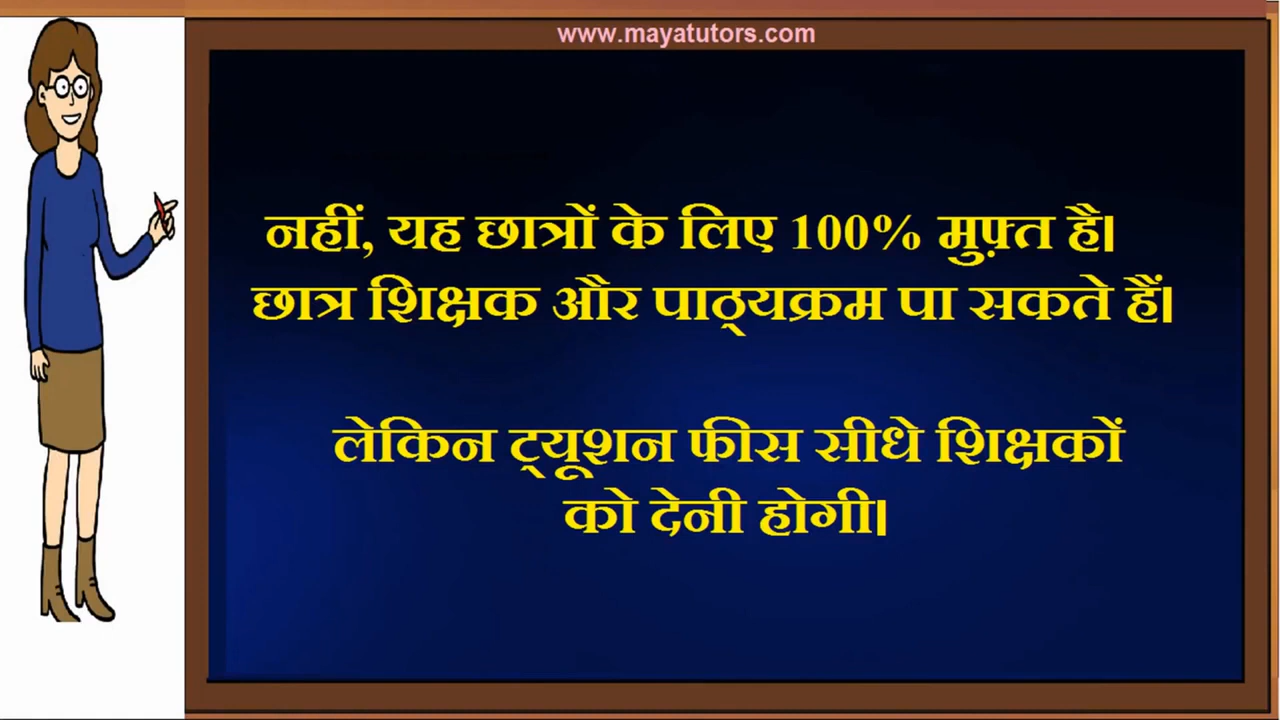 www.mayatutors.com
नहीं, यह छात्रों के लिए 100% मुफ़्त है।
छात्र शिक्षक और पाठ्यक्रम पा सकते हैं।
लेकिन ट्यूशन फीस सीधे शिक्षकों
को देनी होगी।